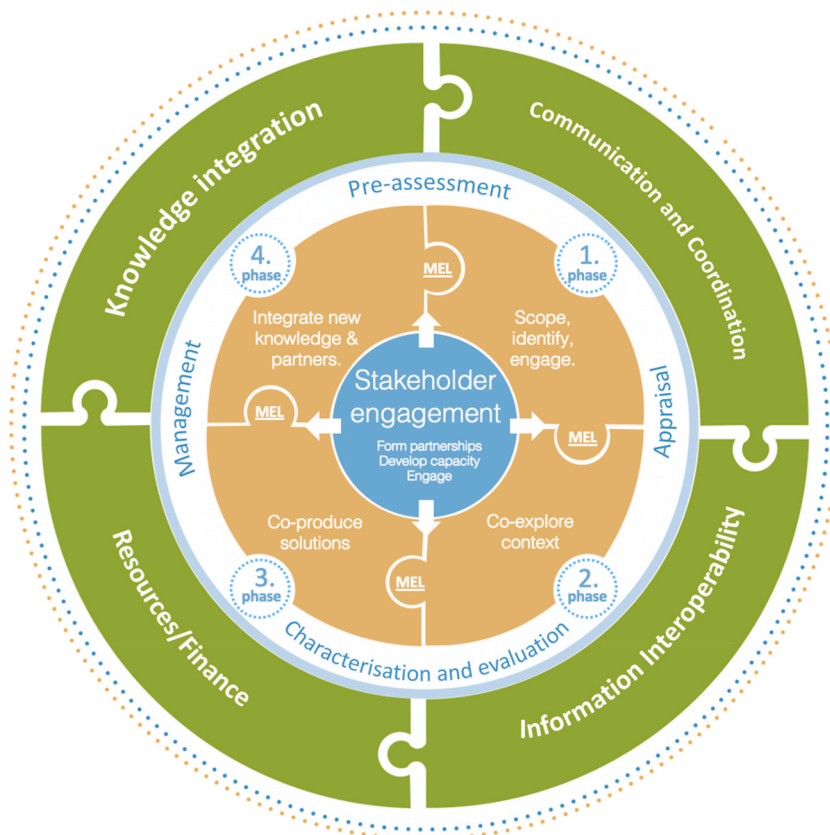 Knowledge integration
Communication and Coordination
Pre-assessment
4.
phase
MEL
1.
phase
Integrate new
knowledge &
partners.
Scope,
identify,
engage.
Management
MEL
Stakeholder
engagement
Form partnerships
Develop capacity
Engage
MEL
Appraisal
Co-produce
solutions
MEL
Co-explore
context
3.
phase
2.
phase
Characterisation and evaluation
Resources/Finance
Information Interoperability